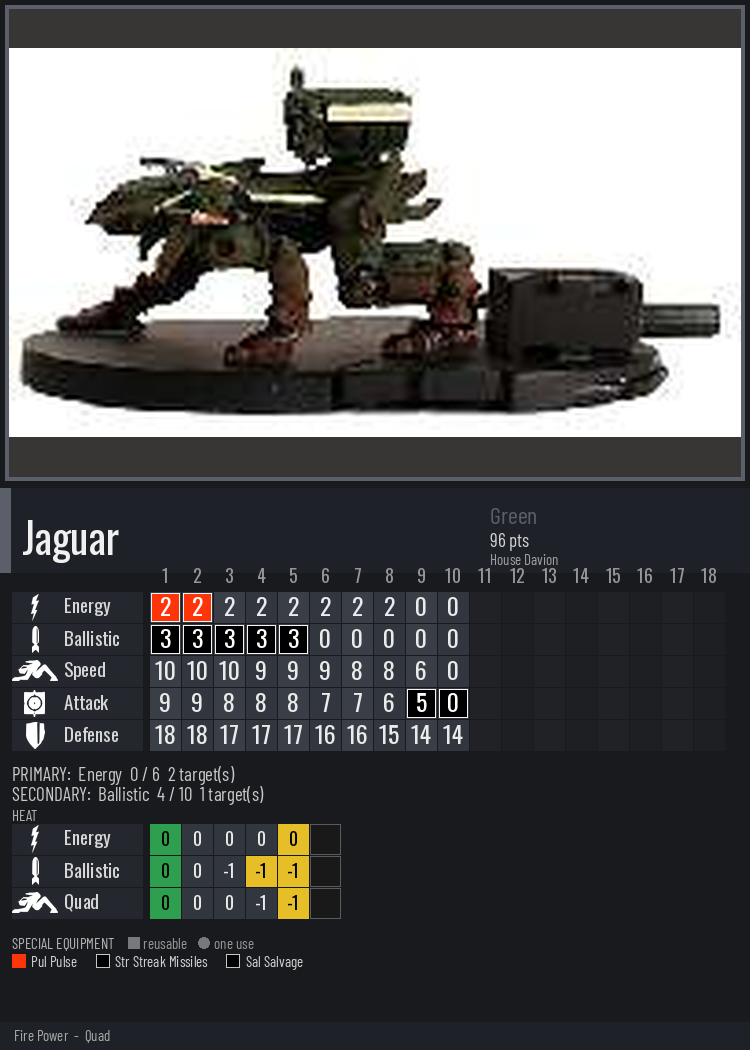 Jaguar
Green
96 pts
House Davion
1 2 3 4 5 6 7 8 9 10 11 12 13 14 15 16 17 18
Energy 2 2 2 2 2 2 2 2 0 0
Ballistic 3 3 3 3 3 0 0 0 0 0
Speed 10 10 10 9 9 9 8 8 6 0
Attack 9 9 8 8 8 7 7 6 5 0
Defense 18 18 17 17 17 16 16 15 14 14
PRIMARY: Energy 0 / 6 2 target(s)
SECONDARY: Ballistic 4 / 10 1 target(s)
HEAT
Energy 0 0 0 0 0
Ballistic 0 0 -1 -1 -1
Quad 0 0 0 -1 -1
SPECIAL EQUIPMENT reusable one use
Pul Pulse Str Streak Missiles Sal Salvage
Fire Power - Quad